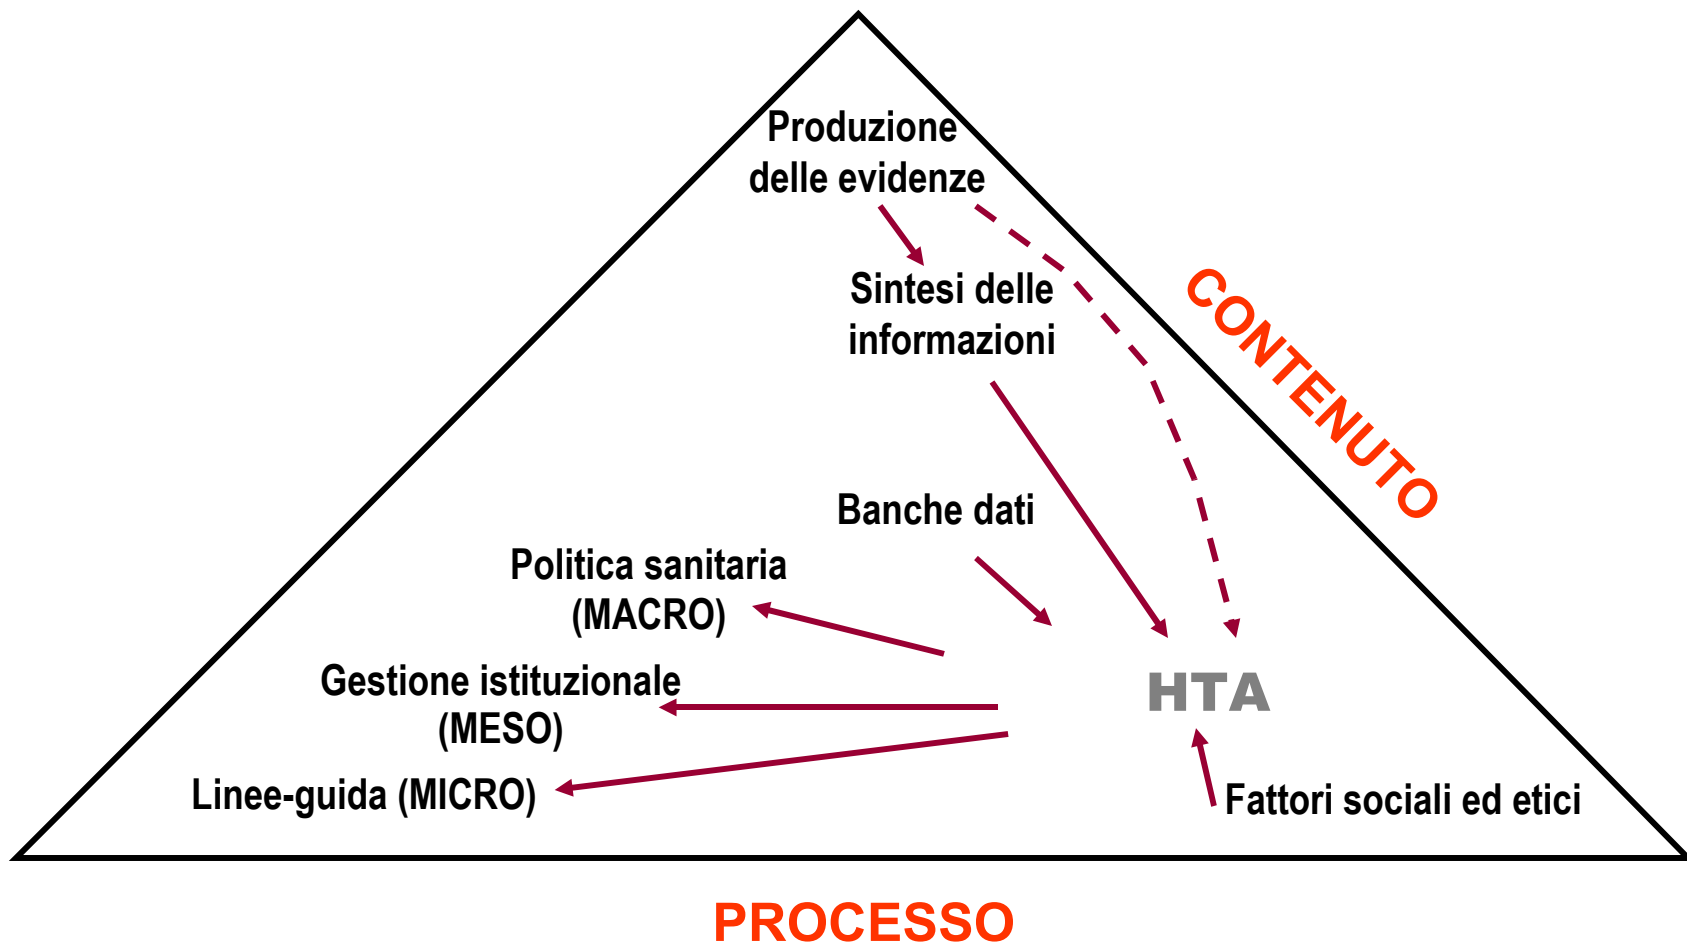 Produzione
delle evidenze
Sintesi delle
informazioni
CONTENUTO
Banche dati
Politica sanitaria
(MACRO)
Gestione istituzionale
(MESO)
HTA
Linee-guida (MICRO)
Fattori sociali ed etici
PROCESSO